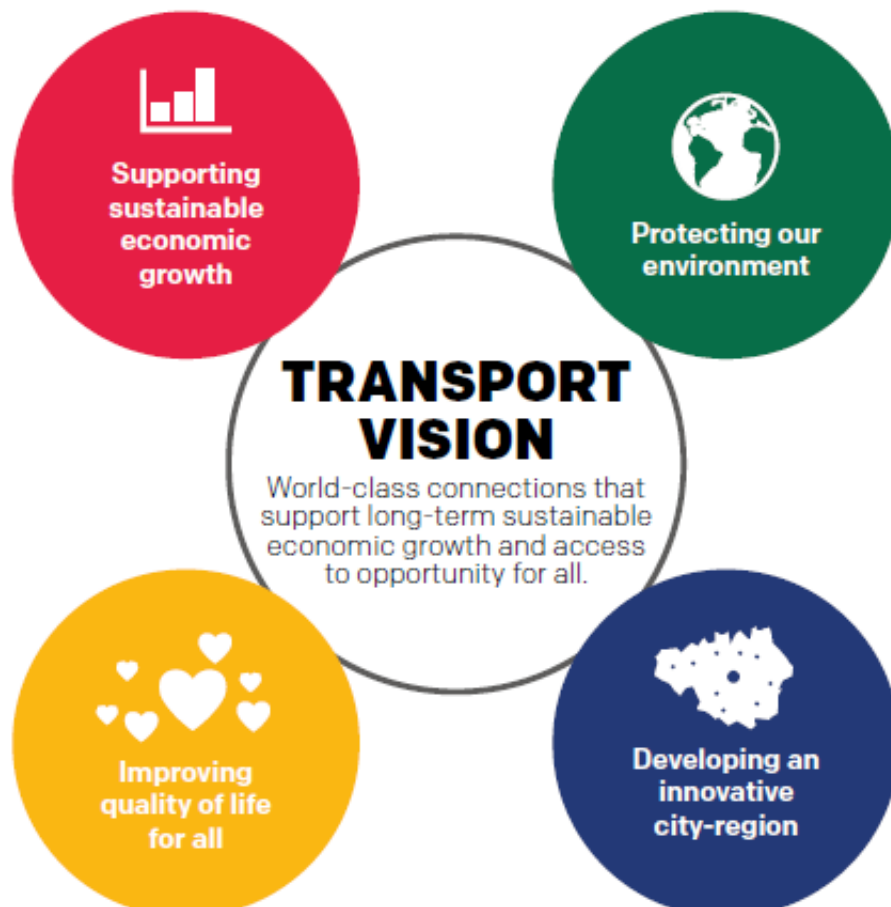 Supporting
sustainable
economic
growth
Protecting our
environment
TRANSPORT
VISION
World-class connections that
support long-term sustainable
economic growth and access
to opportunity for all.
Improving
quality of life
for all
Developing an
innovative
city-region